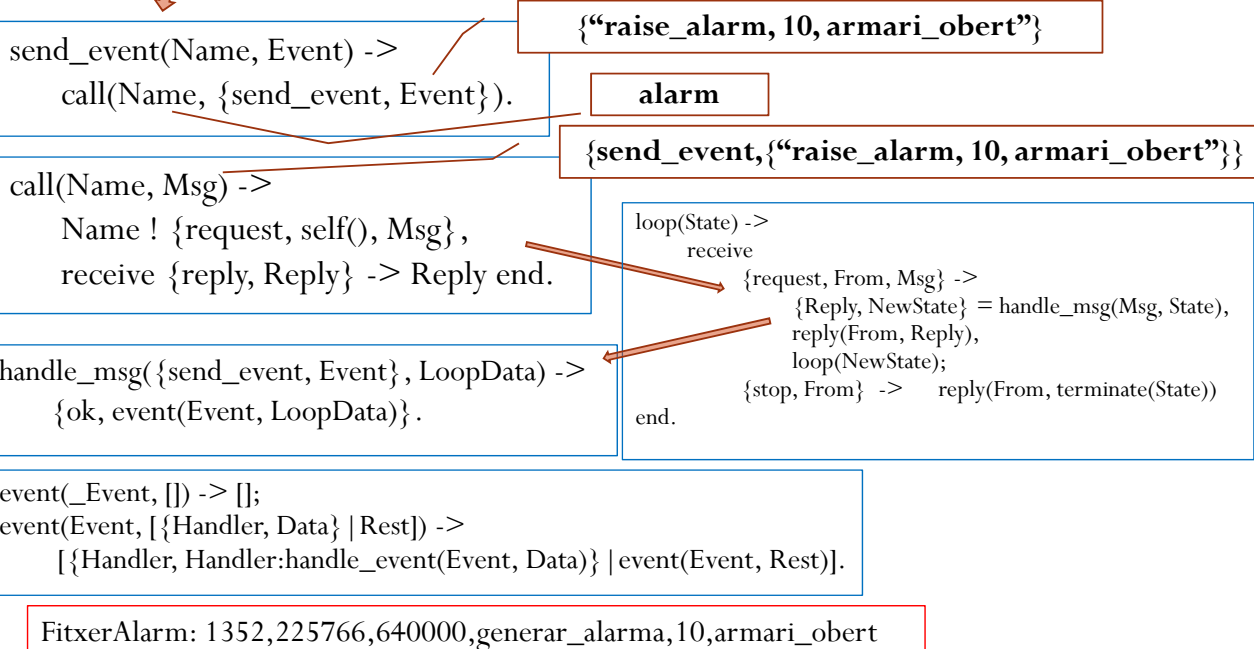 {“raise_alarm, 10, armari_obert”}
send_event(Name, Event) ->
call(Name, {send_event, Event}).
alarm
{send_event,{“raise_alarm, 10, armari_obert”}}
call(Name, Msg) ->
Name ! {request, self(), Msg},
receive {reply, Reply} -> Reply end.
loop(State) ->
receive
{request, From, Msg} ->
{Reply, NewState} = handle_msg(Msg, State),
reply(From, Reply),
loop(NewState);
{stop, From} -> reply(From, terminate(State))
end.
handle_msg({send_event, Event}, LoopData) ->
{ok, event(Event, LoopData)}.
event(_Event, []) -> [];
event(Event, [{Handler, Data}|Rest]) ->
[{Handler, Handler:handle_event(Event, Data)}|event(Event, Rest)].
FitxerAlarm: 1352,225766,640000,generar_alarma,10,armari_obert